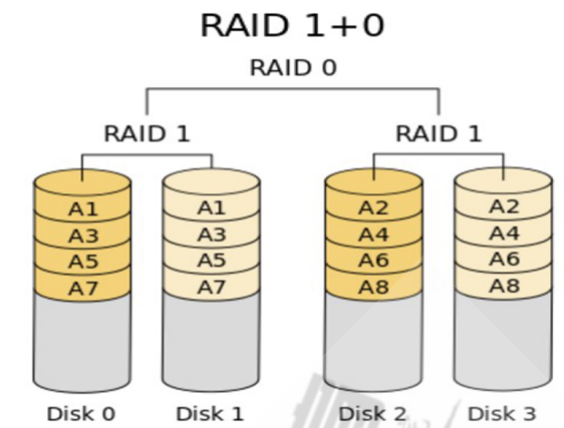 RAID 1+0
RAID 0
RAID 1 RAID 1
A1 A1 A2 A2
A3 A3 A4 A4
A5 A5 A6 A6
A7 A7 A8 A8
Disk 0 Disk 1 Disk 2 Disk 3